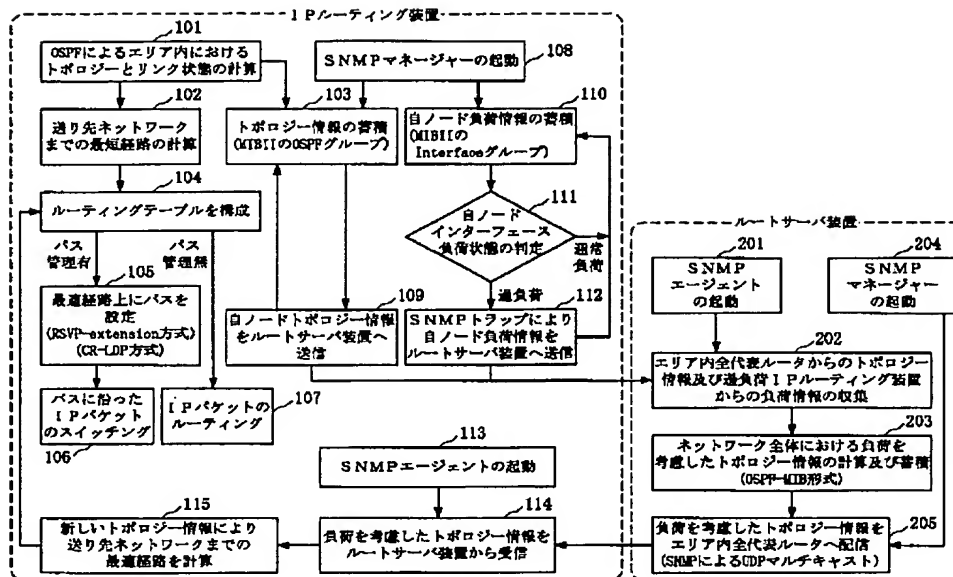 ＩＰルーティング装置
101
OSPFによるエリア内における
トポロジーとリンク状態の計算
108
ＳＮＭＰマネージャーの起動
102
送り先ネットワーク
までの最短経路の計算
103
トポロジー情報の蓄積
(MIBIIのOSPFグループ)
110
自ノード負荷情報の蓄積
(MIBIIの
Interfaceグループ)
104
ルーティングテーブルを構成
111
自ノード
インターフェース
負荷状態の判定
通常
負荷
過負荷
パス
管理有
パス
管理無
105
最適経路上にパスを
設定
(RSVP-extension方式)
(CR-LDP方式)
109
自ノードトポロジー情報
をルートサーバ装置へ
送信
112
ＳＮＭＰトラップにより
自ノード負荷情報を
ルートサーバ装置へ送信
パスに沿った
ＩＰパケット
のスイッチング
106
ＩＰパケットの
ルーティング
107
113
ＳＮＭＰエージェントの起動
114
負荷を考慮したトポロジー情報を
ルートサーバ装置から受信
115
新しいトポロジー情報により
送り先ネットワークまでの
最適経路を計算
ルートサーバ装置
201
ＳＮＭＰ
エージェント
の起動
204
ＳＮＭＰ
マネージャー
の起動
202
エリア内全代表ルータからのトポロジー
情報及び過負荷ＩＰルーティング装置
からの負荷情報の収集
203
ネットワーク全体における負荷を
考慮したトポロジー情報の計算及び蓄積
(OSPF-MIB形式)
205
負荷を考慮したトポロジー情報を
エリア内全代表ルータへ配信
(SNMPによるUDPマルチキャスト)